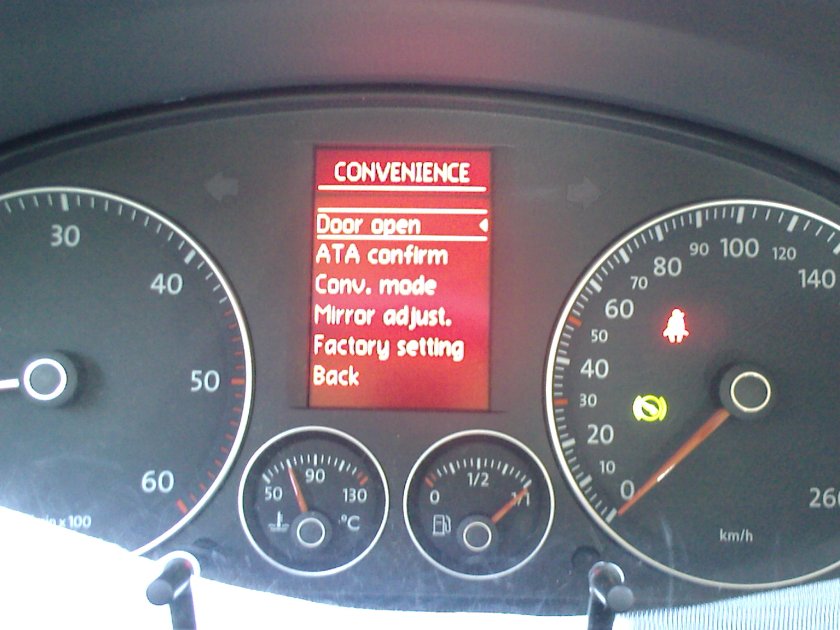 CONVENIENCE
Door open
ATA confirm
Conv. mode
Mirror adjust.
Factory setting
Back
30
40
50
60
x 100
50
90
130
°C
0
1/2
1/1
0
10
20
30
40
50
60
70
80
90
100
120
140
260
km/h